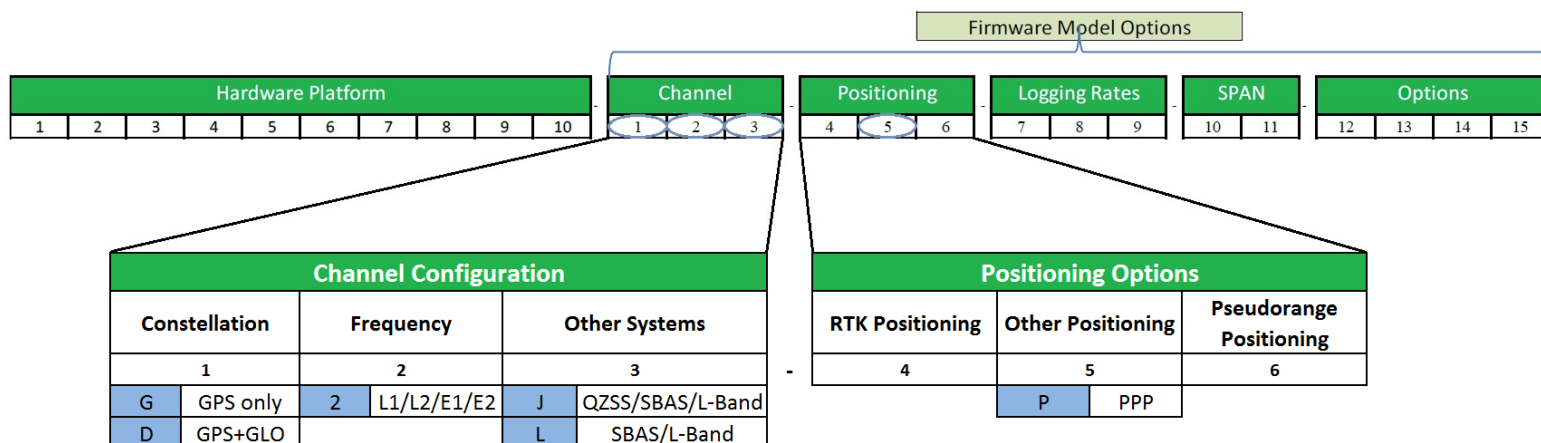 Firmware Model Options
Hardware Platform - Channel - Positioning - Logging Rates - SPAN - Options
1 2 3 4 5 6 7 8 9 10 1 2 3 4 5 6 7 8 9 10 11 12 13 14 15
Channel Configuration Positioning Options
Constellation Frequency Other Systems RTK Positioning Other Positioning Pseudorange
Positioning
1 2 3 - 4 5 6
G GPS only 2 L1/L2/E1/E2 J QZSS/SBAS/L-Band P PPP
D GPS+GLO L SBAS/L-Band